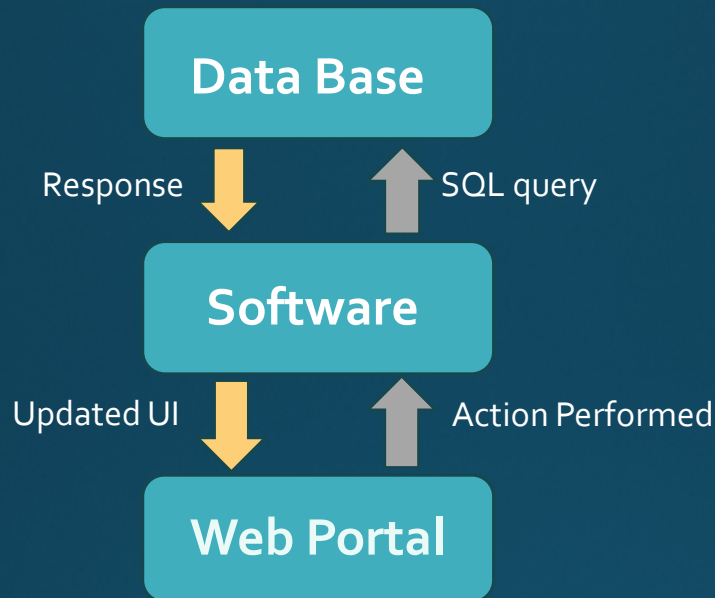 Data Base
Response
SQL query
Software
Updated UI
Action Performed
Web Portal